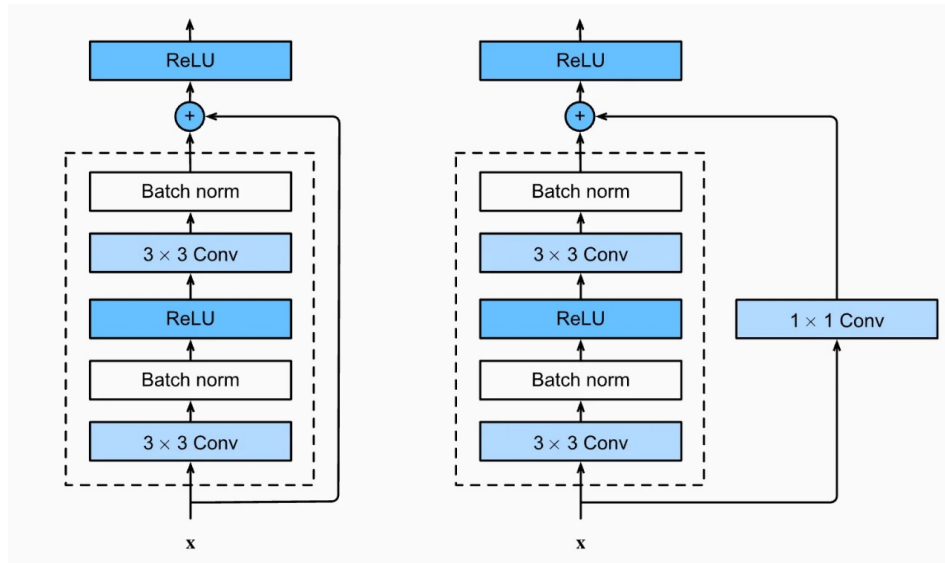 ReLU
+
Batch norm
3 × 3 Conv
ReLU
Batch norm
3 × 3 Conv
x
ReLU
+
Batch norm
3 × 3 Conv
ReLU
1 × 1 Conv
Batch norm
3 × 3 Conv
x